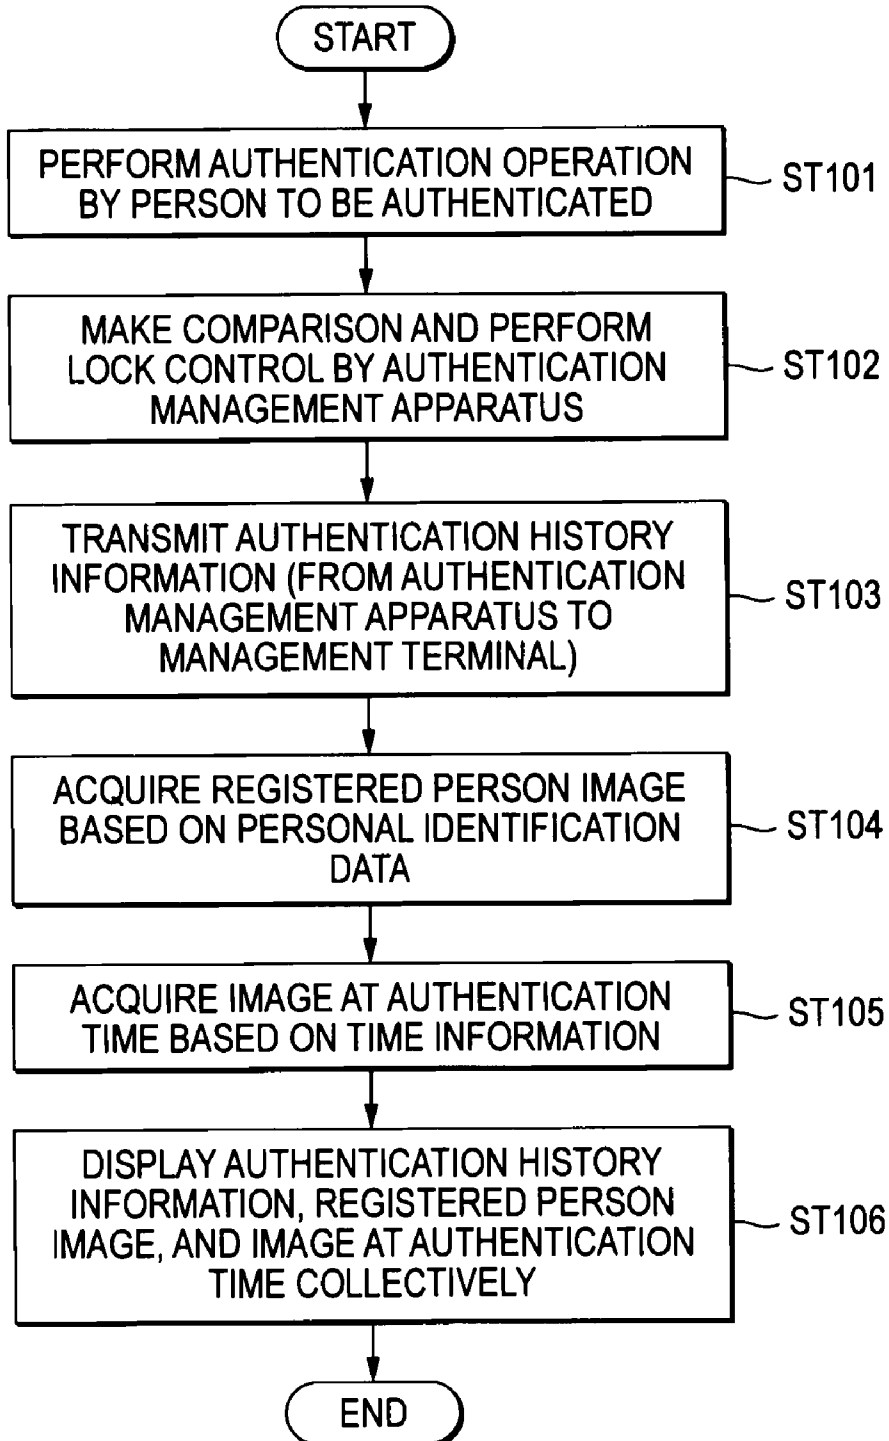 START
PERFORM AUTHENTICATION OPERATION
BY PERSON TO BE AUTHENTICATED
ST101
MAKE COMPARISON AND PERFORM
LOCK CONTROL BY AUTHENTICATION
MANAGEMENT APPARATUS
ST102
TRANSMIT AUTHENTICATION HISTORY
INFORMATION (FROM AUTHENTICATION
MANAGEMENT APPARATUS TO
MANAGEMENT TERMINAL)
ST103
ACQUIRE REGISTERED PERSON IMAGE
BASED ON PERSONAL IDENTIFICATION
DATA
ST104
ACQUIRE IMAGE AT AUTHENTICATION
TIME BASED ON TIME INFORMATION
ST105
DISPLAY AUTHENTICATION HISTORY
INFORMATION, REGISTERED PERSON
IMAGE, AND IMAGE AT AUTHENTICATION
TIME COLLECTIVELY
ST106
END